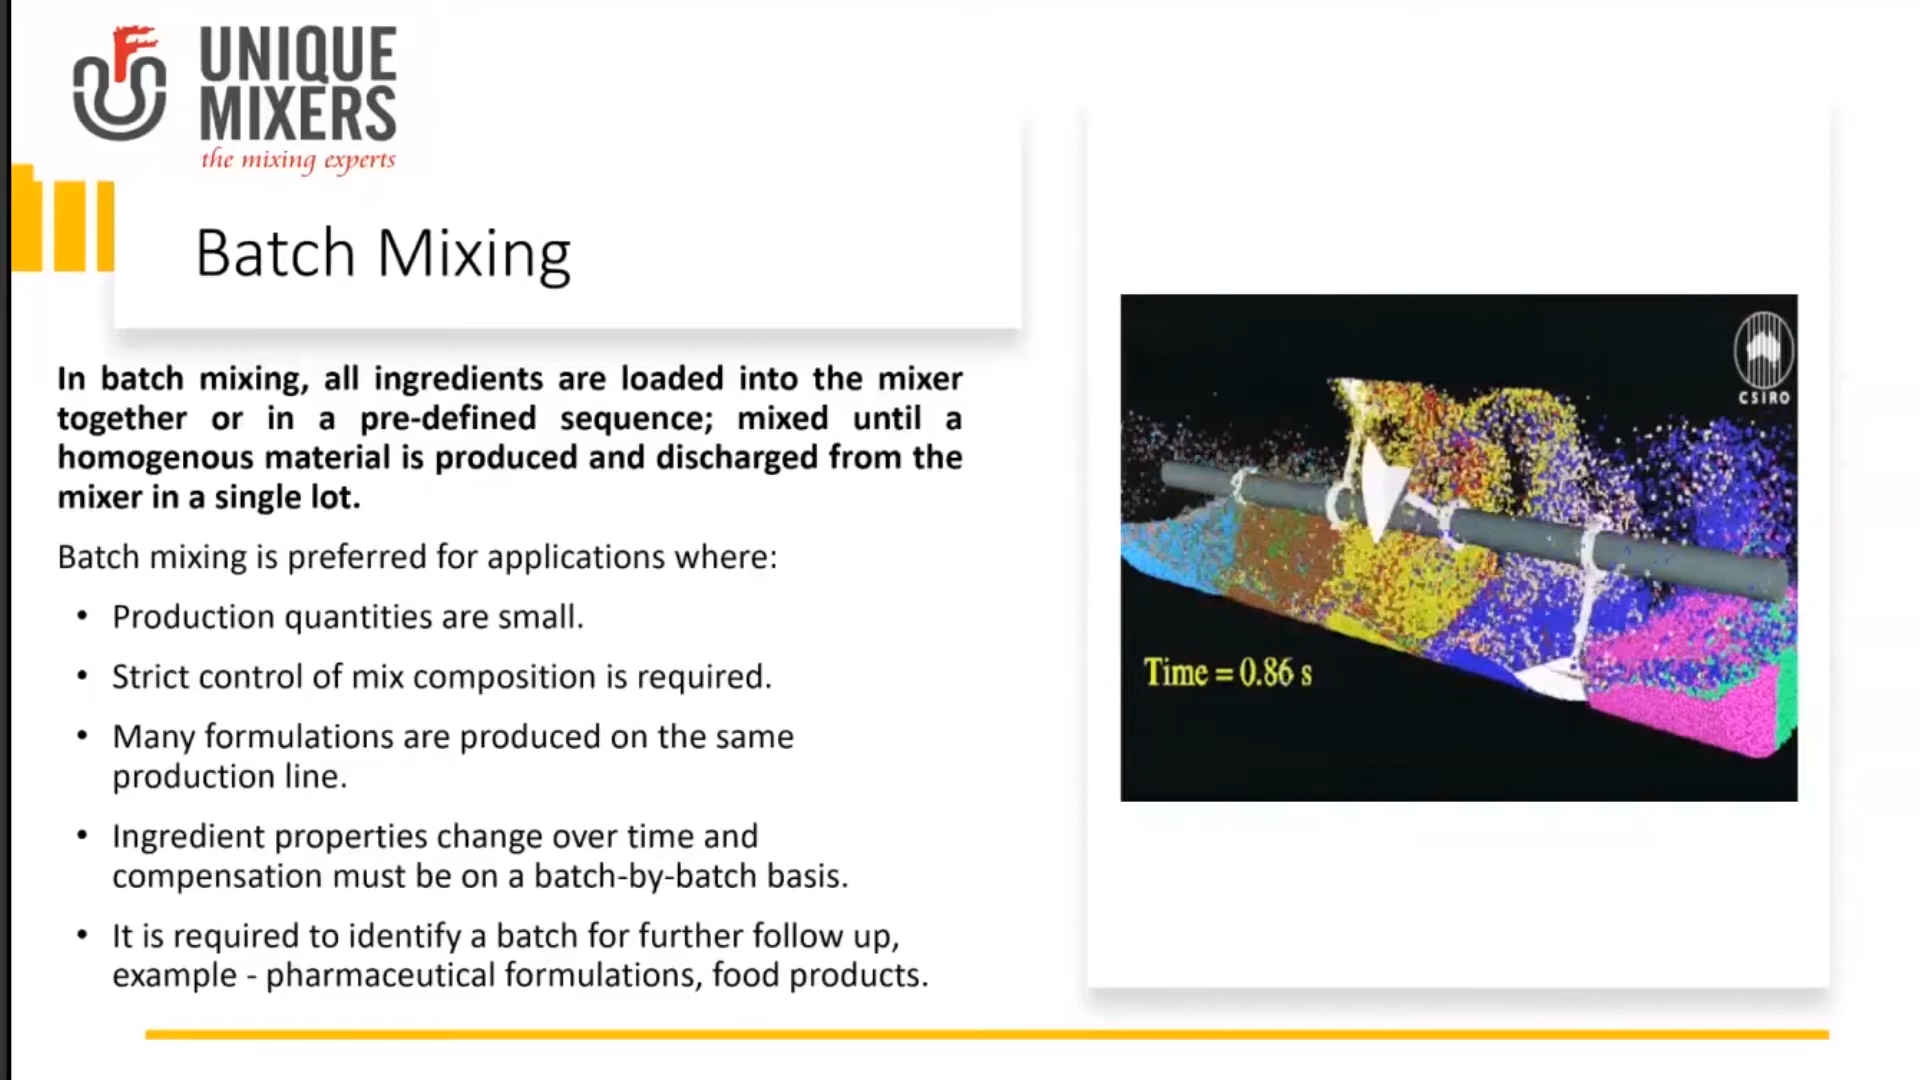 UNIQUE
MIXERS
the mixing experts
Batch Mixing
In batch mixing, all ingredients are loaded into the mixer
together or in a pre-defined sequence; mixed until a
homogenous material is produced and discharged from the
mixer in a single lot.
Batch mixing is preferred for applications where:
• Production quantities are small.
• Strict control of mix composition is required.
• Many formulations are produced on the same
production line.
• Ingredient properties change over time and
compensation must be on a batch-by-batch basis.
• It is required to identify a batch for further follow up,
example - pharmaceutical formulations, food products.
CSIRO
Time = 0.86 s